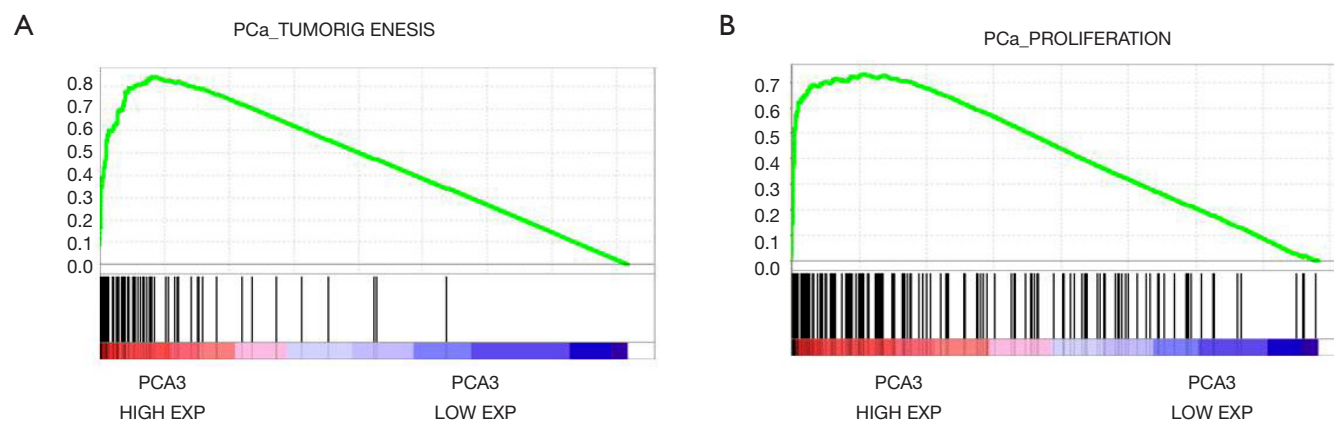 A
PCa_TUMORIG ENESIS
0.8
0.7
0.6
0.5
0.4
0.3
0.2
0.1
0.0
PCA3
HIGH EXP
PCA3
LOW EXP
B
PCa_PROLIFERATION
0.7
0.6
0.5
0.4
0.3
0.2
0.1
0.0
PCA3
HIGH EXP
PCA3
LOW EXP